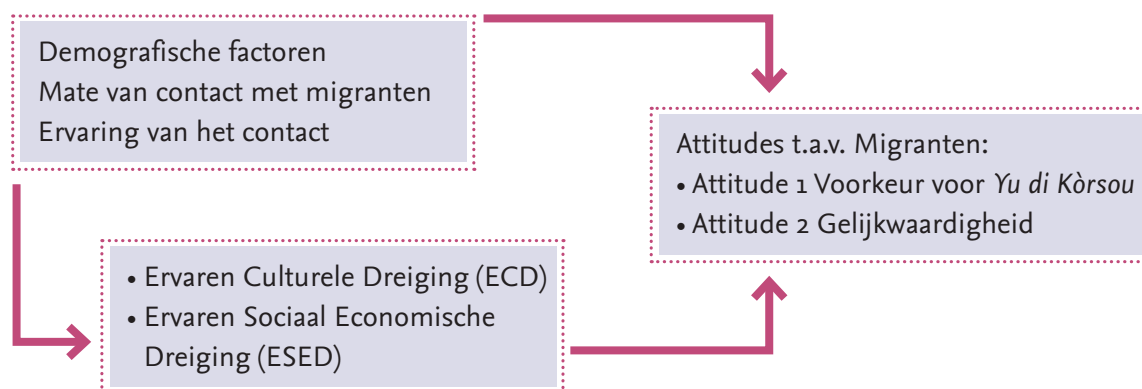 Demografische factoren
Mate van contact met migranten
Ervaring van het contact
Attitudes t.a.v. Migranten:
• Attitude 1 Voorkeur voor Yu di Kòrsou
• Attitude 2 Gelijkwaardigheid
• Ervaren Culturele Dreiging (ECD)
• Ervaren Sociaal Economische
Dreiging (ESED)